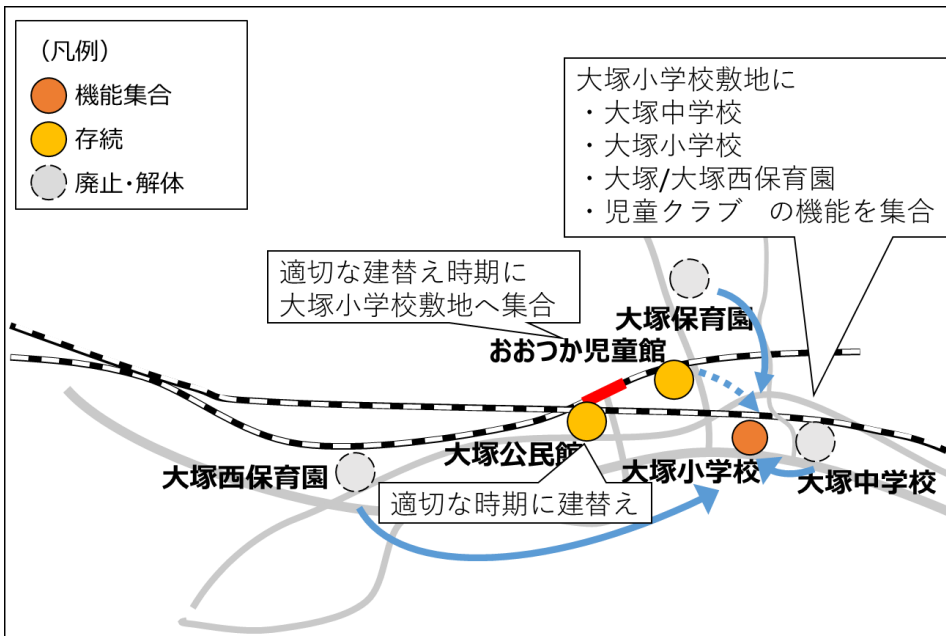 （凡例）
機能集合
存続
廃止・解体
大塚小学校敷地に
・大塚中学校
・大塚小学校
・大塚/大塚西保育園
・児童クラブ　の機能を集合
適切な建替え時期に
大塚小学校敷地へ集合
大塚保育園
おおつか児童館
大塚公民館
大塚西保育園
大塚小学校
大塚中学校
適切な時期に建替え